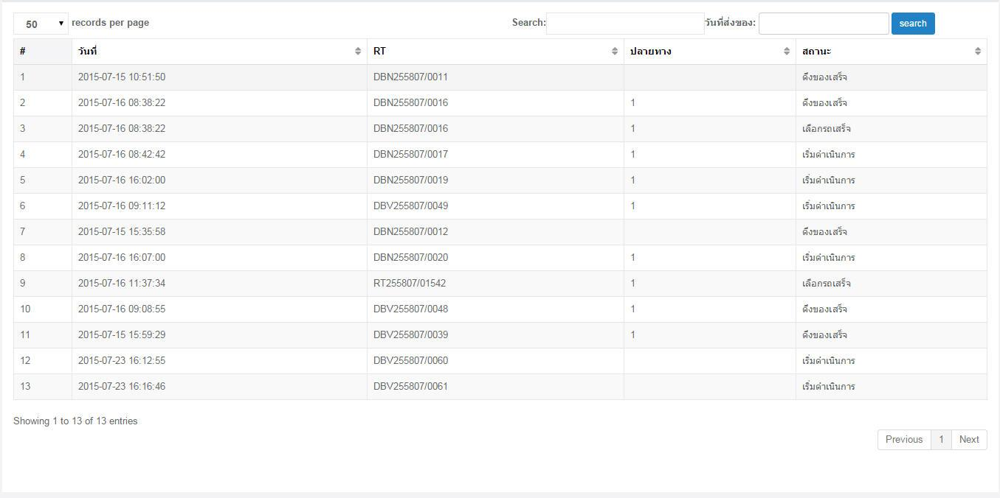 50 records per page Search: วันที่ส่งของ: search
# วันที่ RT ปลายทาง สถานะ
1 2015-07-15 10:51:50 DBN255807/0011 ดึงของเสร็จ
2 2015-07-16 08:38:22 DBN255807/0016 1 ดึงของเสร็จ
3 2015-07-16 08:38:22 DBN255807/0016 1 เลือกรถเสร็จ
4 2015-07-16 08:42:42 DBN255807/0017 1 เริ่มดำเนินการ
5 2015-07-16 16:02:00 DBN255807/0019 1 เริ่มดำเนินการ
6 2015-07-16 09:11:12 DBV255807/0049 1 เริ่มดำเนินการ
7 2015-07-15 15:35:58 DBN255807/0012 ดึงของเสร็จ
8 2015-07-16 16:07:00 DBN255807/0020 1 เริ่มดำเนินการ
9 2015-07-16 11:37:34 RT255807/01542 1 เลือกรถเสร็จ
10 2015-07-16 09:08:55 DBV255807/0048 1 ดึงของเสร็จ
11 2015-07-15 15:59:29 DBV255807/0039 1 ดึงของเสร็จ
12 2015-07-23 16:12:55 DBV255807/0060 เริ่มดำเนินการ
13 2015-07-23 16:16:46 DBV255807/0061 เริ่มดำเนินการ
Showing 1 to 13 of 13 entries
Previous 1 Next